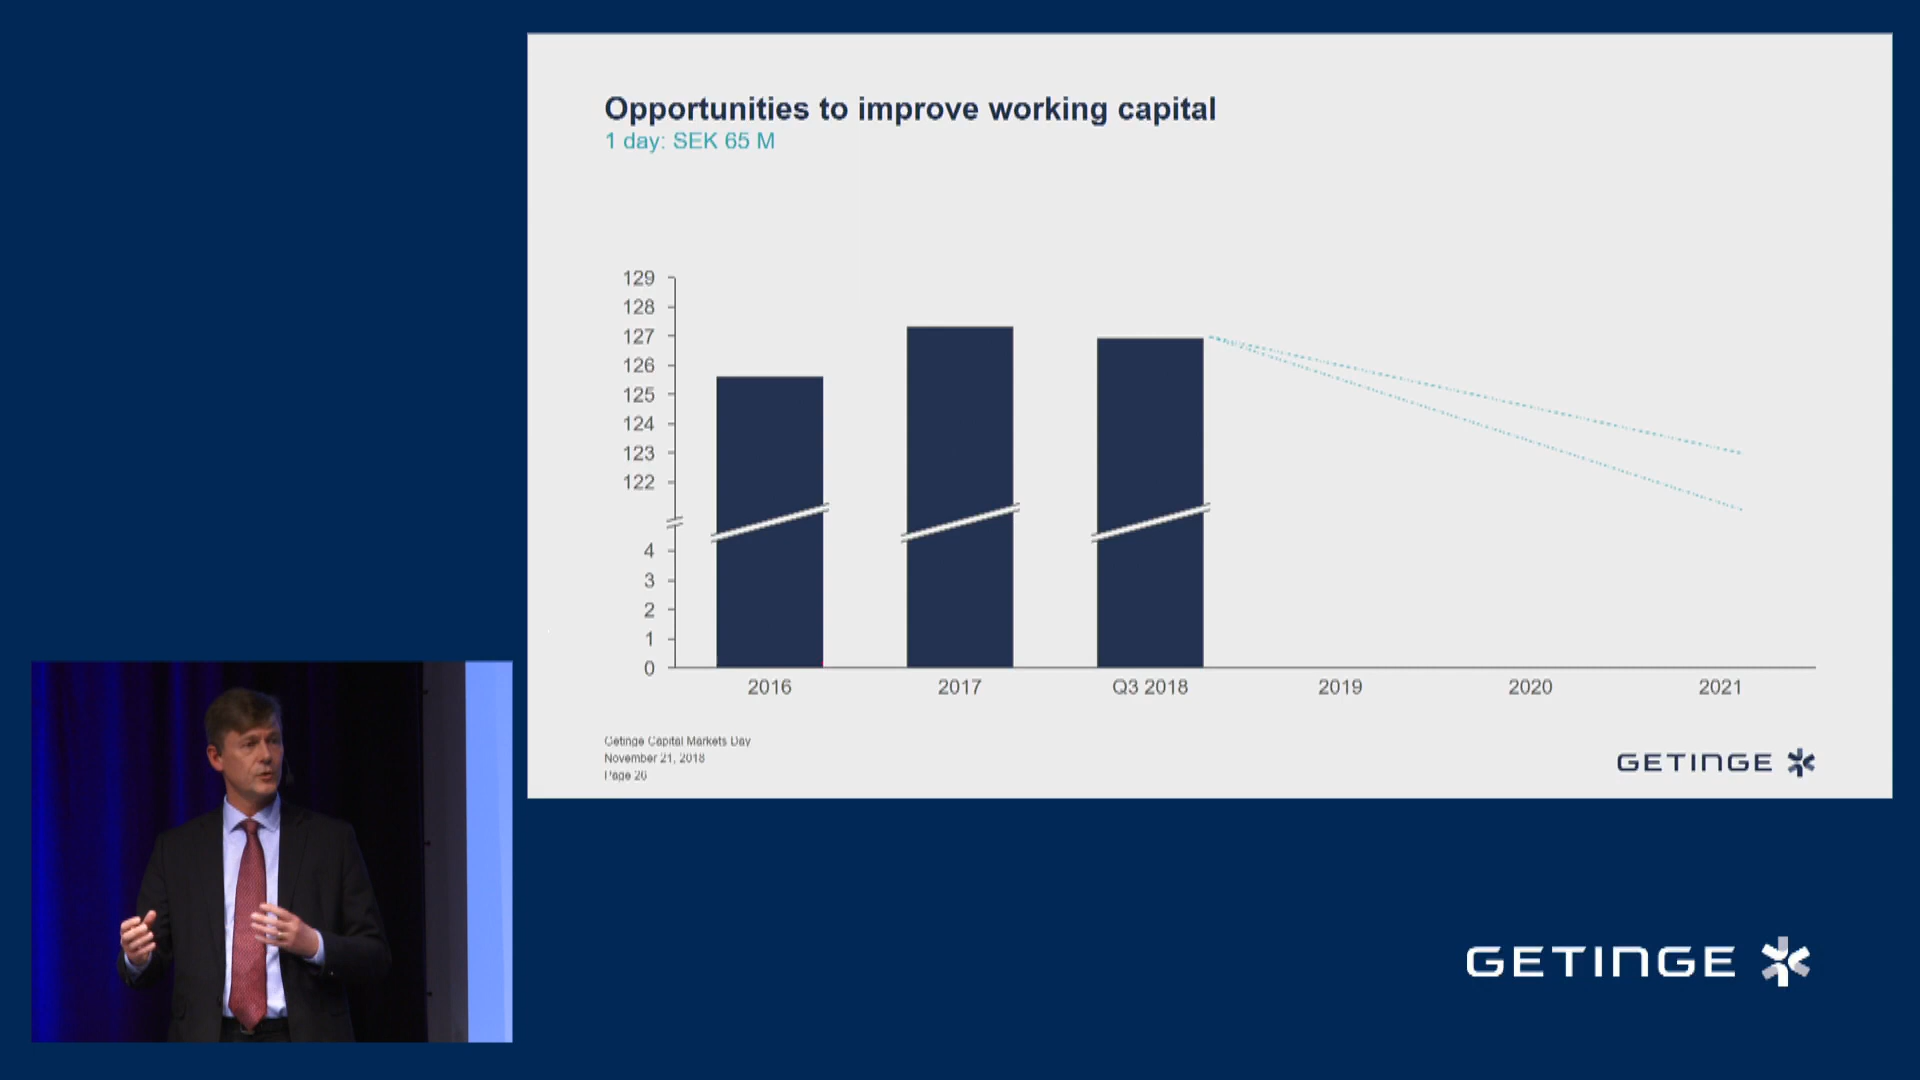 Opportunities to improve working capital
1 day: SEK 65 M
129
128
127
126
125
124
123
122
4
3
2
1
0
2016
2017
Q3 2018
2019
2020
2021
Getinge Capital Markets Day
November 21, 2018
Page 26
GETINGE
GETINGE